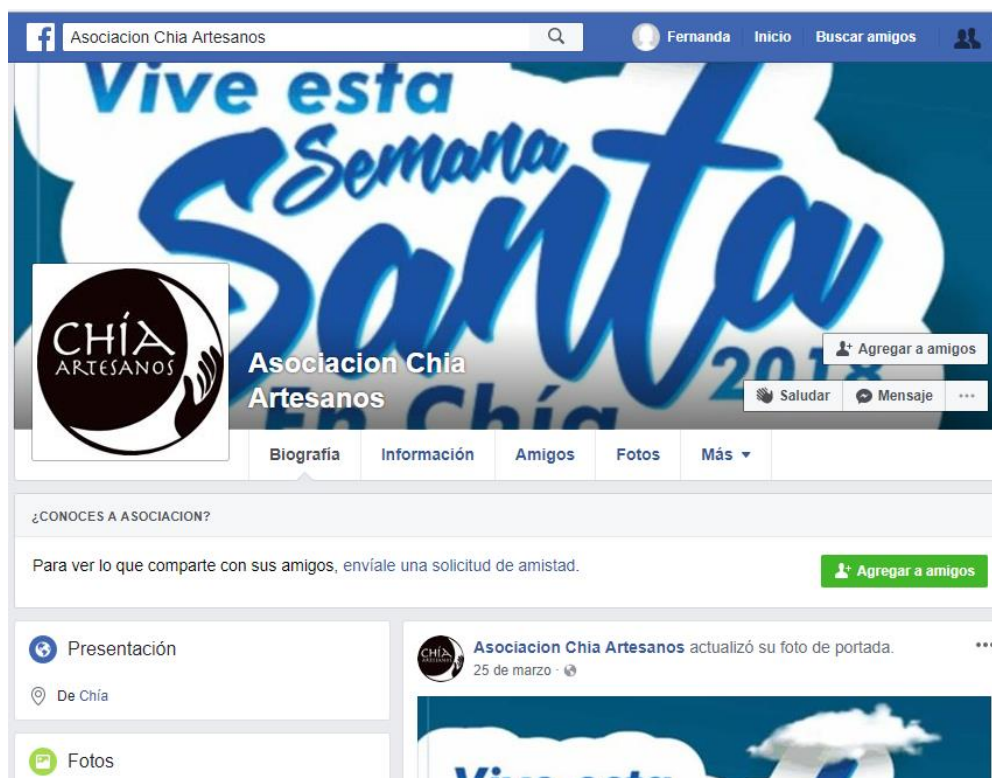 Asociacion Chia Artesanos
Fernanda
Inicio
Buscar amigos
Vive esta
Semana
Santa
2018
En Chía
CHÍA
ARTESANOS
Asociacion Chia
Artesanos
Agregar a amigos
Saludar
Mensaje
Biografía
Información
Amigos
Fotos
Más
¿CONOCES A ASOCIACION?
Para ver lo que comparte con sus amigos, envíale una solicitud de amistad.
Agregar a amigos
Presentación
De Chía
Fotos
CHÍA
ARTESANOS
Asociacion Chia Artesanos actualizó su foto de portada.
25 de marzo
Vive esta